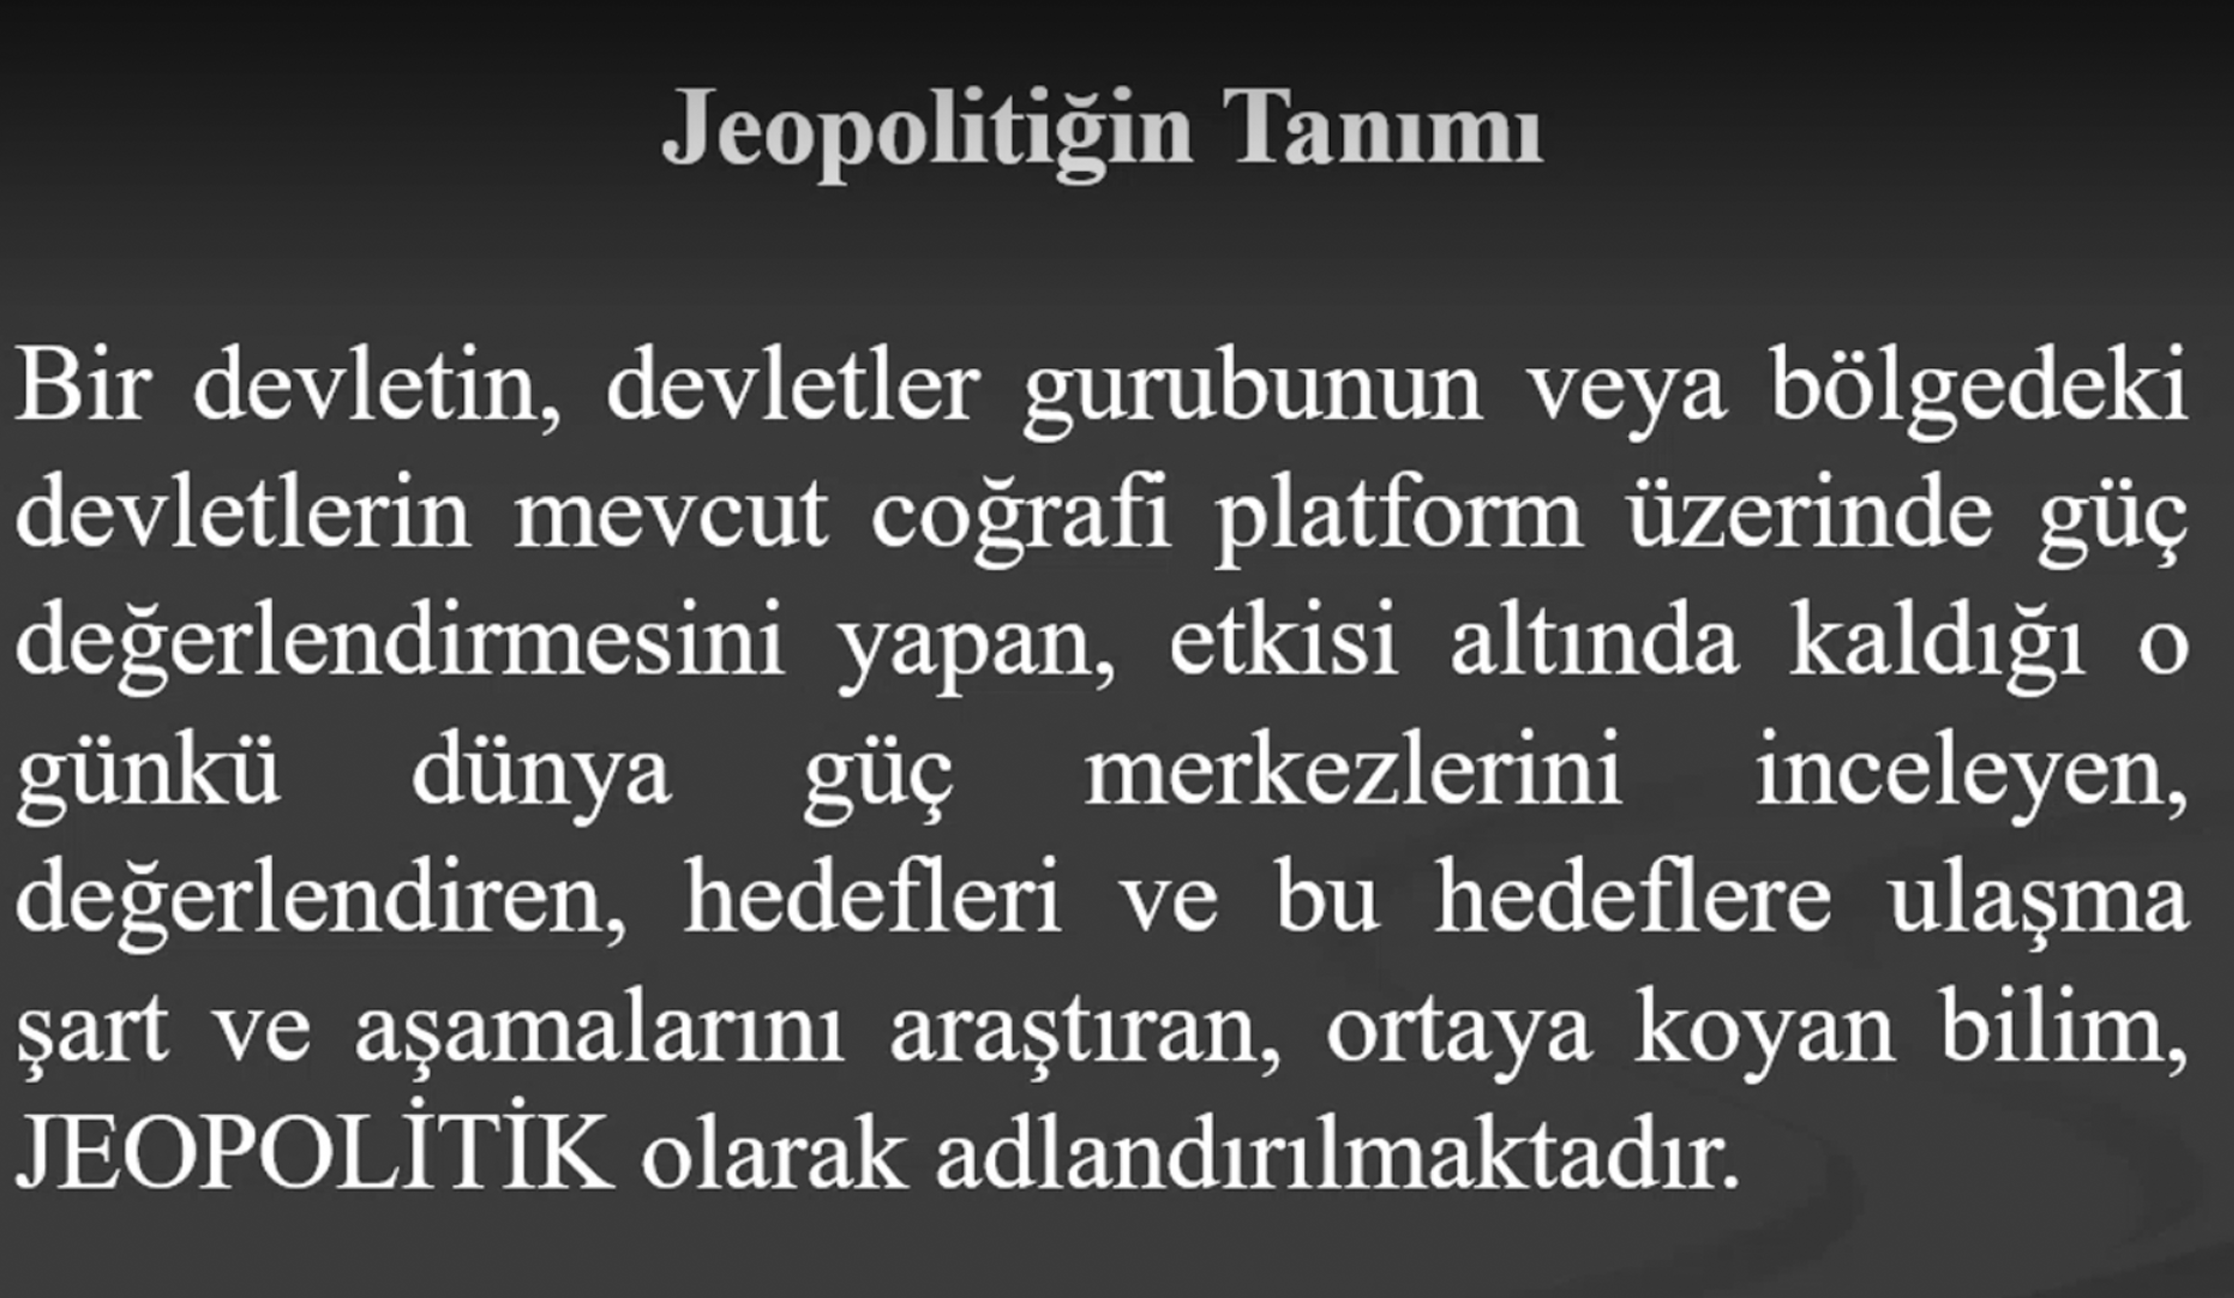 Jeopolitiğin Tanımı
Bir devletin, devletler gurubunun veya bölgedeki
devletlerin mevcut coğrafi platform üzerinde güç
değerlendirmesini yapan, etkisi altında kaldığı o
günkü dünya güç merkezlerini inceleyen,
değerlendiren, hedefleri ve bu hedeflere ulaşma
şart ve aşamalarını araştıran, ortaya koyan bilim,
JEOPOLİTİK olarak adlandırılmaktadır.